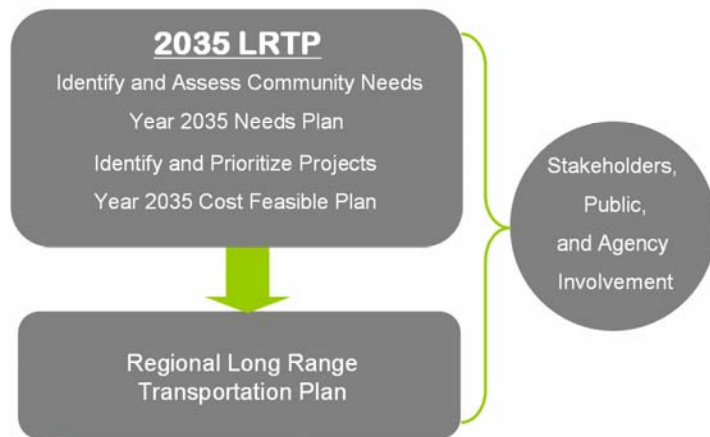 2035 LRTP
Identify and Assess Community Needs
Year 2035 Needs Plan
Identify and Prioritize Projects
Year 2035 Cost Feasible Plan
Stakeholders,
Public,
and Agency
Involvement
Regional Long Range
Transportation Plan